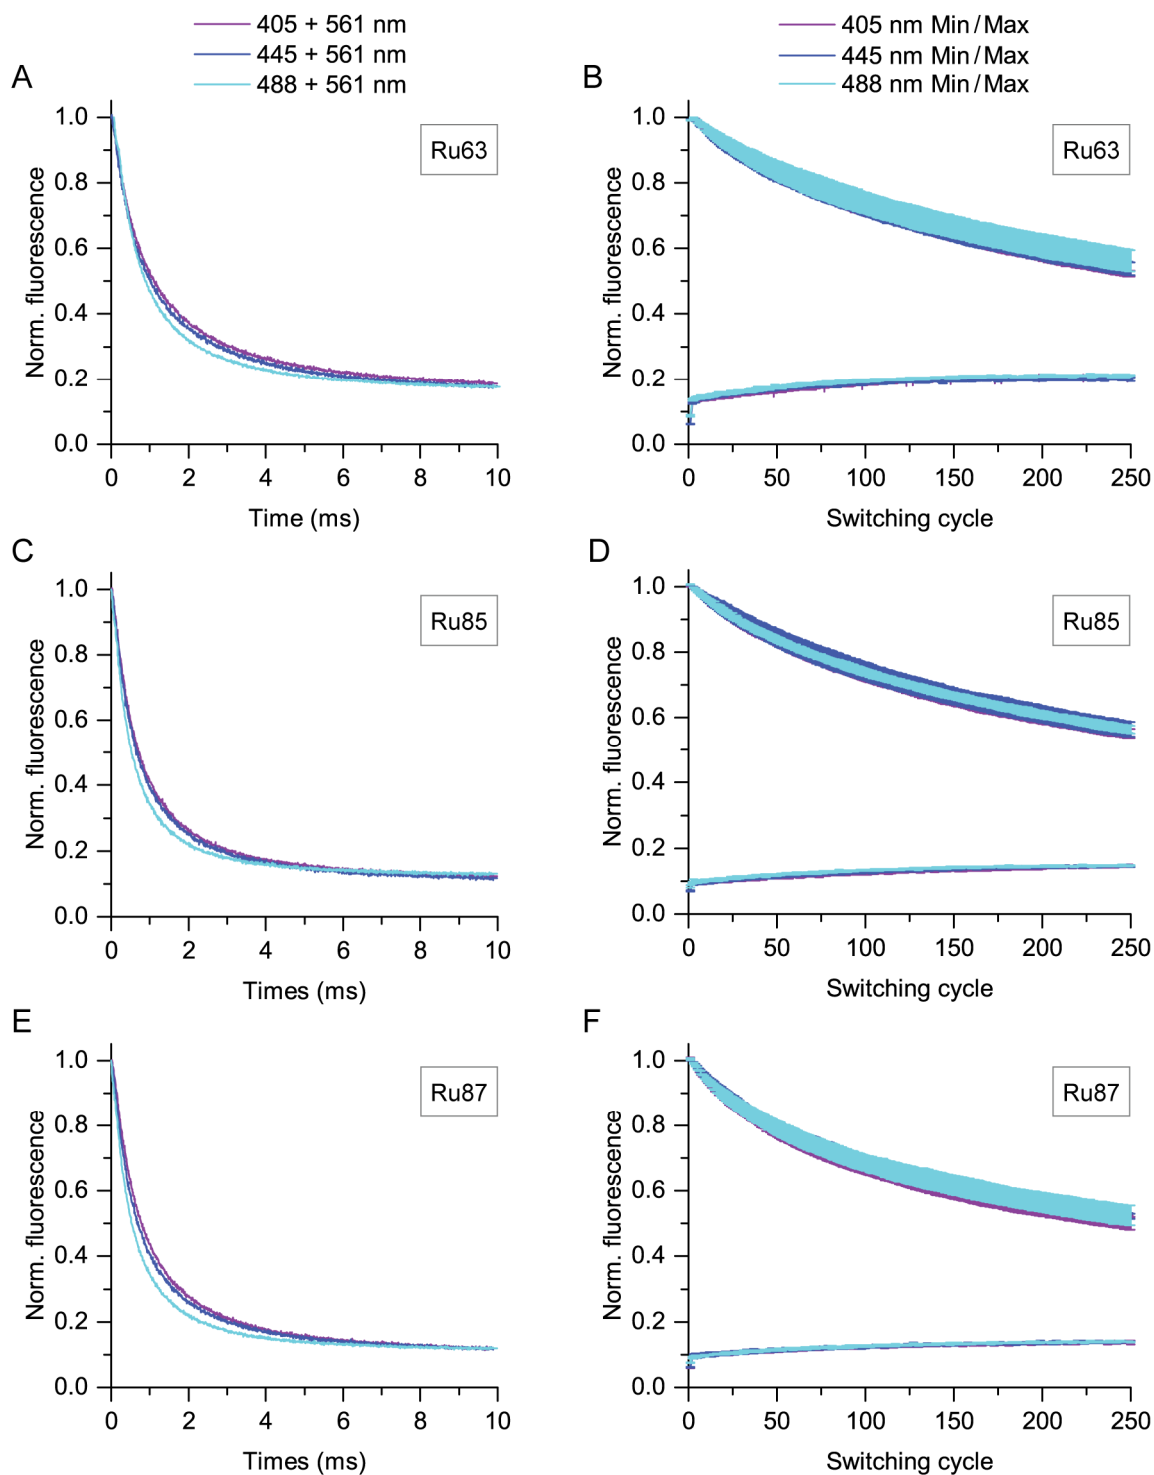 405 + 561 nm
445 + 561 nm
488 + 561 nm
405 nm Min/Max
445 nm Min/Max
488 nm Min/Max
A
Ru63
Norm. fluorescence
1.0
0.8
0.6
0.4
0.2
0.0
0 2 4 6 8 10
Time (ms)
B
Ru63
Norm. fluorescence
1.0
0.8
0.6
0.4
0.2
0.0
0 50 100 150 200 250
Switching cycle
C
Ru85
Norm. fluorescence
1.0
0.8
0.6
0.4
0.2
0.0
0 2 4 6 8 10
Times (ms)
D
Ru85
Norm. fluorescence
1.0
0.8
0.6
0.4
0.2
0.0
0 50 100 150 200 250
Switching cycle
E
Ru87
Norm. fluorescence
1.0
0.8
0.6
0.4
0.2
0.0
0 2 4 6 8 10
Times (ms)
F
Ru87
Norm. fluorescence
1.0
0.8
0.6
0.4
0.2
0.0
0 50 100 150 200 250
Switching cycle